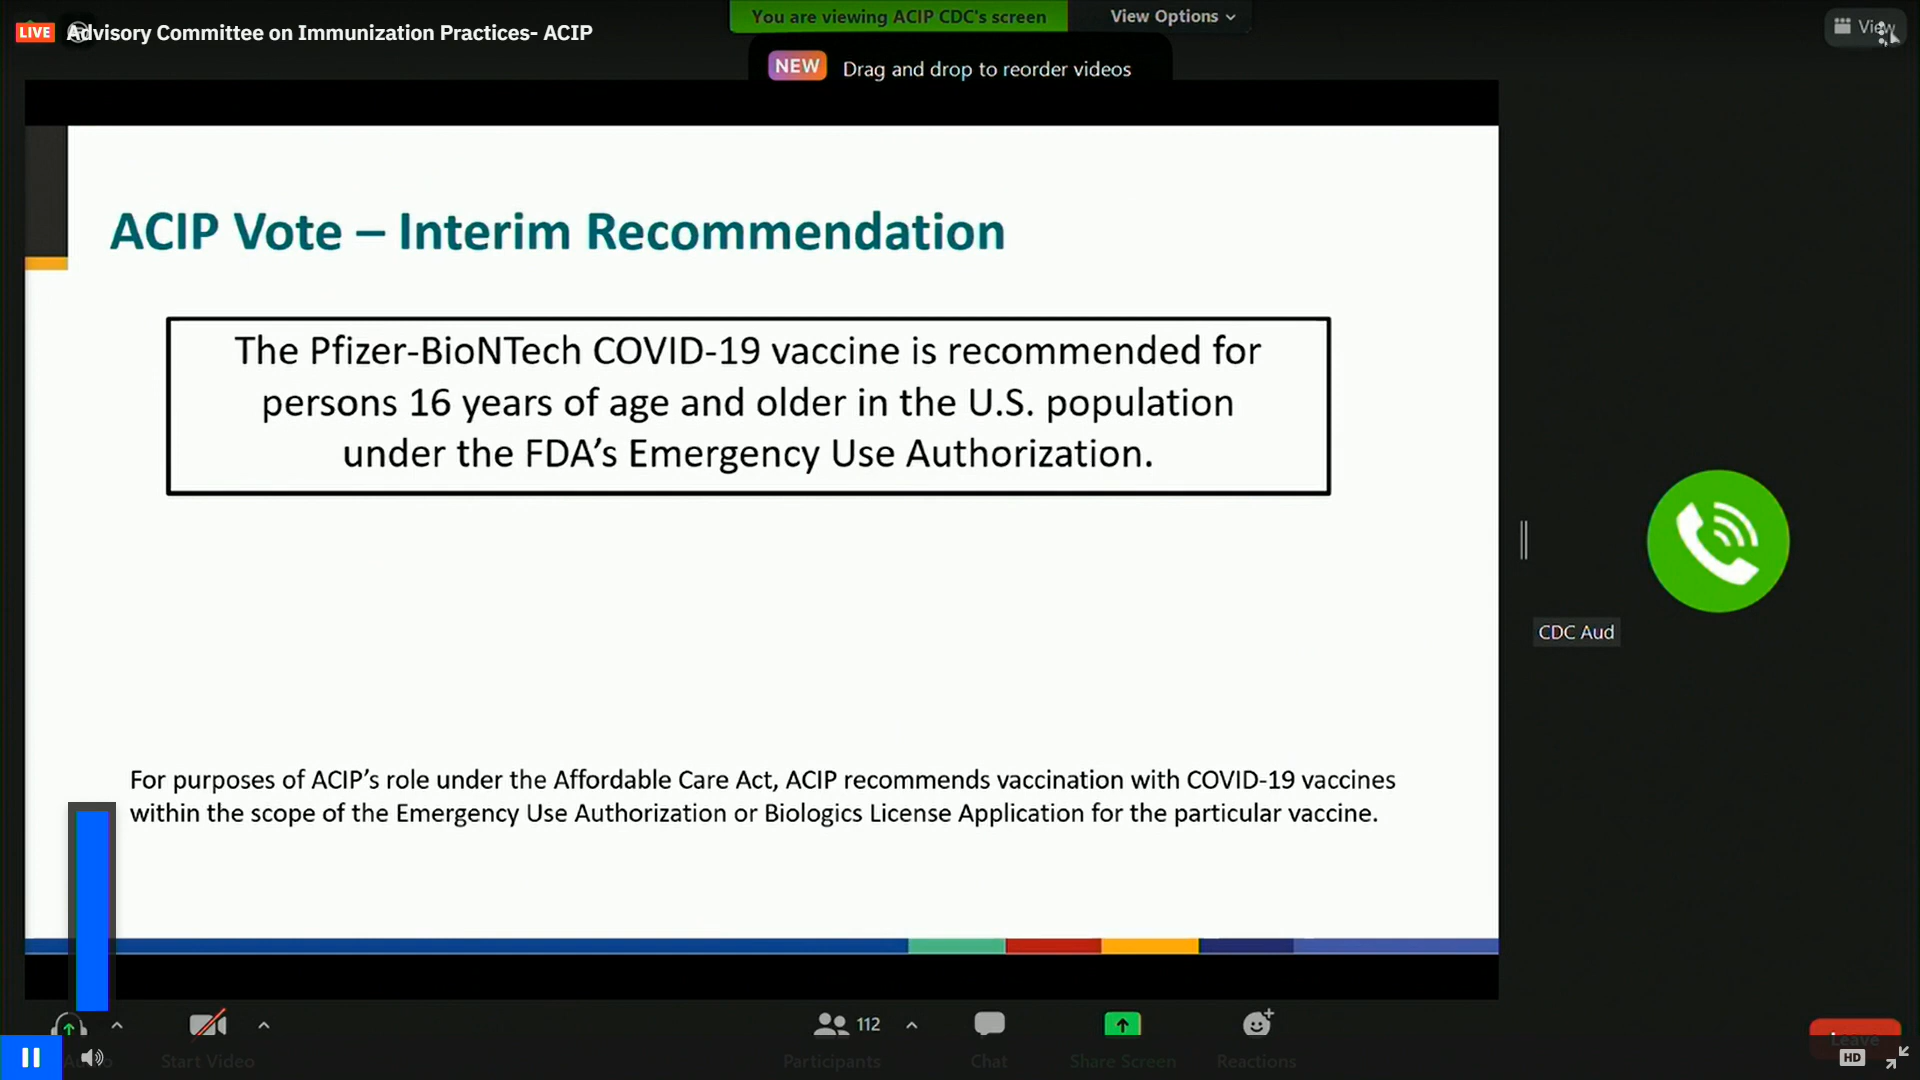 LIVE Advisory Committee on Immunization Practices- ACIP
You are viewing ACIP CDC's screen
View Options
View
NEW Drag and drop to reorder videos
ACIP Vote – Interim Recommendation
The Pfizer-BioNTech COVID-19 vaccine is recommended for
persons 16 years of age and older in the U.S. population
under the FDA’s Emergency Use Authorization.
CDC Aud
For purposes of ACIP’s role under the Affordable Care Act, ACIP recommends vaccination with COVID-19 vaccines
within the scope of the Emergency Use Authorization or Biologics License Application for the particular vaccine.
112
Start Video
Participants
Chat
Share Screen
Reactions
Leave
HD